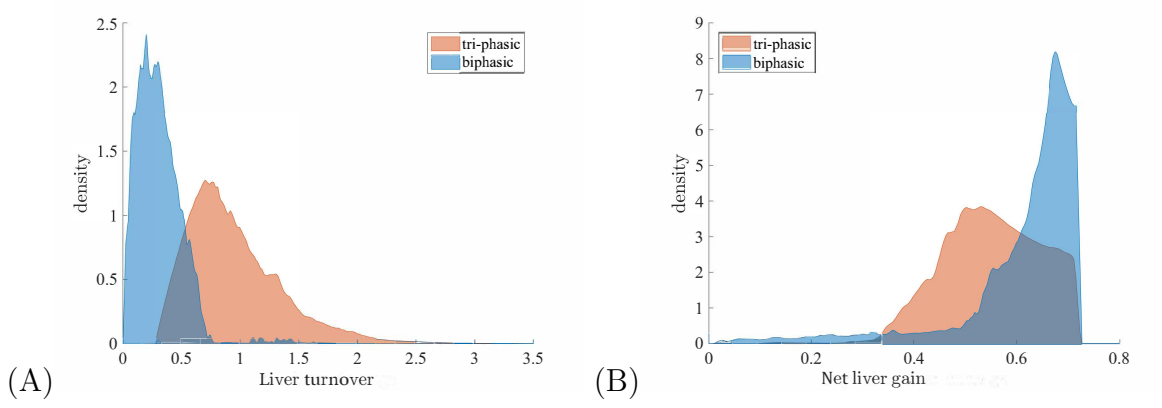 2.5
2
1.5
1
0.5
0
density
0 0.5 1 1.5 2 2.5 3 3.5
Liver turnover
tri-phasic
biphasic
(A)
9
8
7
6
5
4
3
2
1
0
density
0 0.2 0.4 0.6 0.8
Net liver gain
tri-phasic
biphasic
(B)